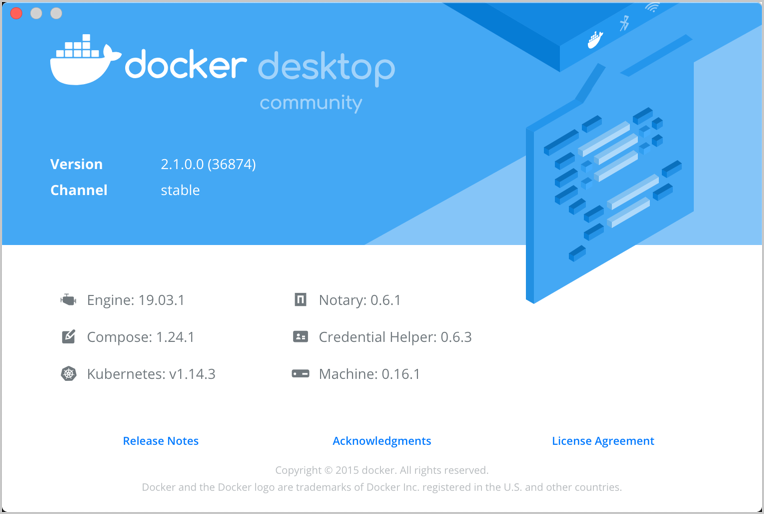 docker desktop
community
Version 2.1.0.0 (36874)
Channel stable
Engine: 19.03.1 Notary: 0.6.1
Compose: 1.24.1 Credential Helper: 0.6.3
Kubernetes: v1.14.3 Machine: 0.16.1
Release Notes Acknowledgments License Agreement
Copyright © 2015 docker. All rights reserved.
Docker and the Docker logo are trademarks of Docker Inc. registered in the U.S. and other countries.